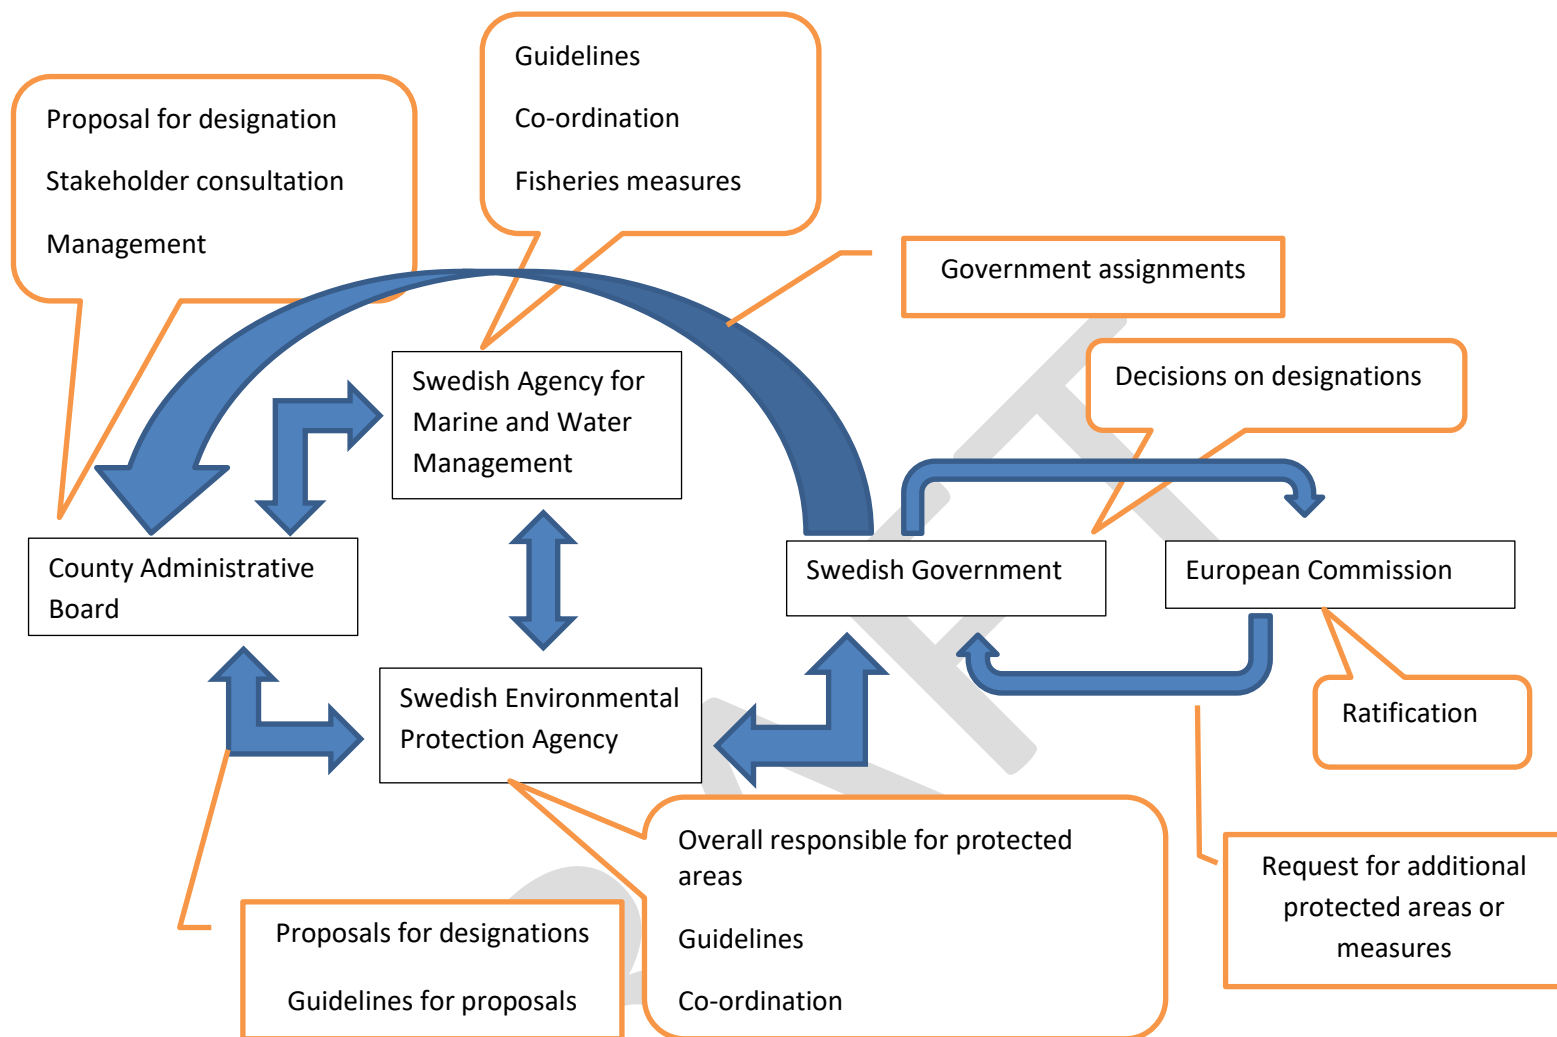 Guidelines
Co-ordination
Fisheries measures
Proposal for designation
Stakeholder consultation
Management
Government assignments
Decisions on designations
Swedish Agency for
Marine and Water
Management
County Administrative
Board
Swedish Government
European Commission
Swedish Environmental
Protection Agency
Ratification
Overall responsible for protected
areas
Guidelines
Co-ordination
Proposals for designations
Guidelines for proposals
Request for additional
protected areas or
measures